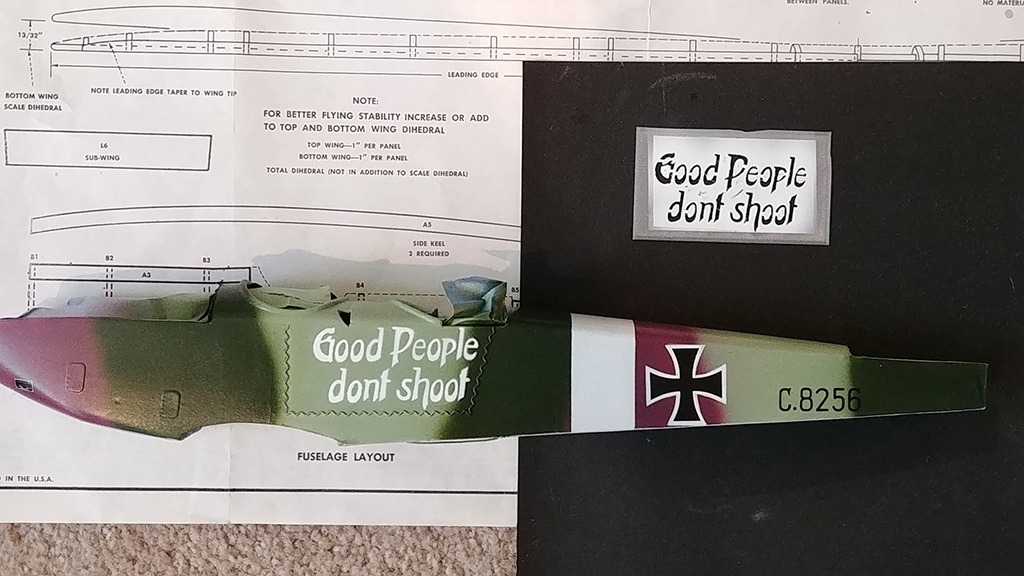 BETWEEN PANELS.
13/32"
LEADING EDGE
BOTTOM WING
SCALE DIHEDRAL
NOTE LEADING EDGE TAPER TO WING TIP
NOTE:
FOR BETTER FLYING STABILITY INCREASE OR ADD
TO TOP AND BOTTOM WING DIHEDRAL
TOP WING—1" PER PANEL
BOTTOM WING—1" PER PANEL
TOTAL DIHEDRAL (NOT IN ADDITION TO SCALE DIHEDRAL)
L6
SUB-WING
Good People
dont shoot
A5
SIDE KEEL
2 REQUIRED
B1
B2
B3
A3
B4
Good People
dont shoot
C.8256
FUSELAGE LAYOUT
IN THE U.S.A.